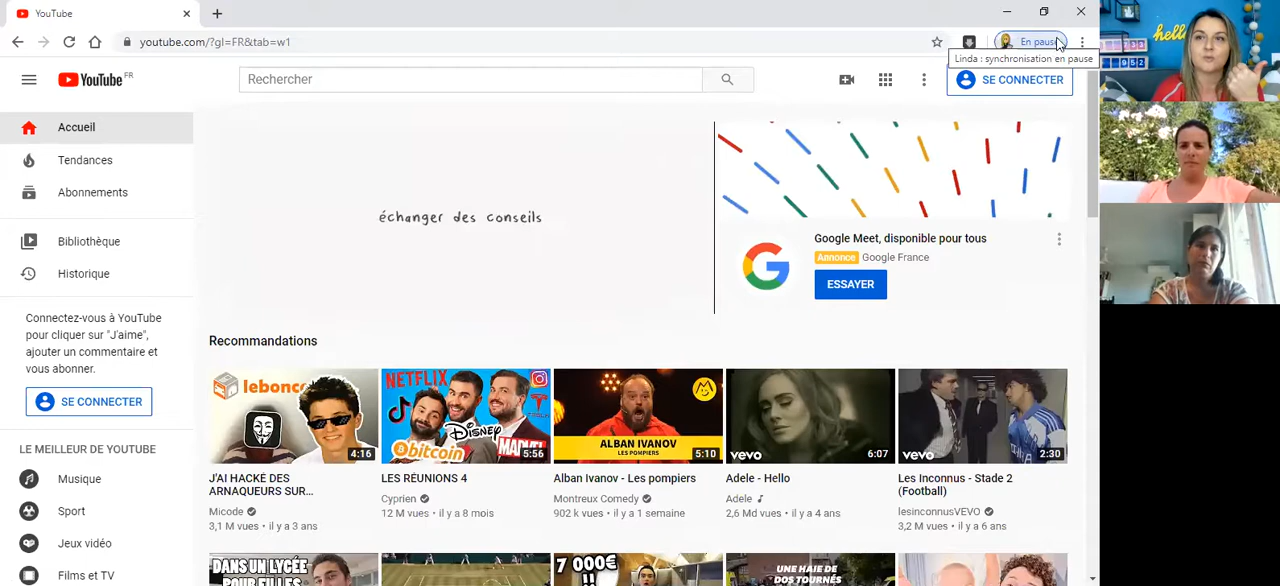 YouTube
youtube.com/?gl=FR&tab=w1
En pause
Linda : synchronisation en pause
YouTube FR
Rechercher
SE CONNECTER
Accueil
Tendances
Abonnements
Bibliothèque
Historique
Connectez-vous à YouTube
pour cliquer sur "J'aime",
ajouter un commentaire et
vous abonner.
SE CONNECTER
LE MEILLEUR DE YOUTUBE
Musique
Sport
Jeux vidéo
Films et TV
échanger des conseils
Google Meet, disponible pour tous
Annonce Google France
ESSAYER
Recommandations
4:16
J'AI HACKÉ DES
ARNAQUEURS SUR...
Micode
3,1 M vues • il y a 3 ans
NETFLIX
TESLA
Disney
bitcoin
MARVEL
5:56
LES RÉUNIONS 4
Cyprien
12 M vues • il y a 8 mois
ALBAN IVANOV
LES POMPIERS
5:10
Alban Ivanov - Les pompiers
Montreux Comedy
902 k vues • il y a 1 semaine
vevo
6:07
Adele - Hello
Adele
2,6 Md vues • il y a 4 ans
vevo
2:30
Les Inconnus - Stade 2
(Football)
lesinconnusVEVO
3,2 M vues • il y a 6 ans
DANS UN LYCÉE
POUR FILLES
7 000€
!!
UNE HAIE DE
DOS TOURNÉS
hello
952